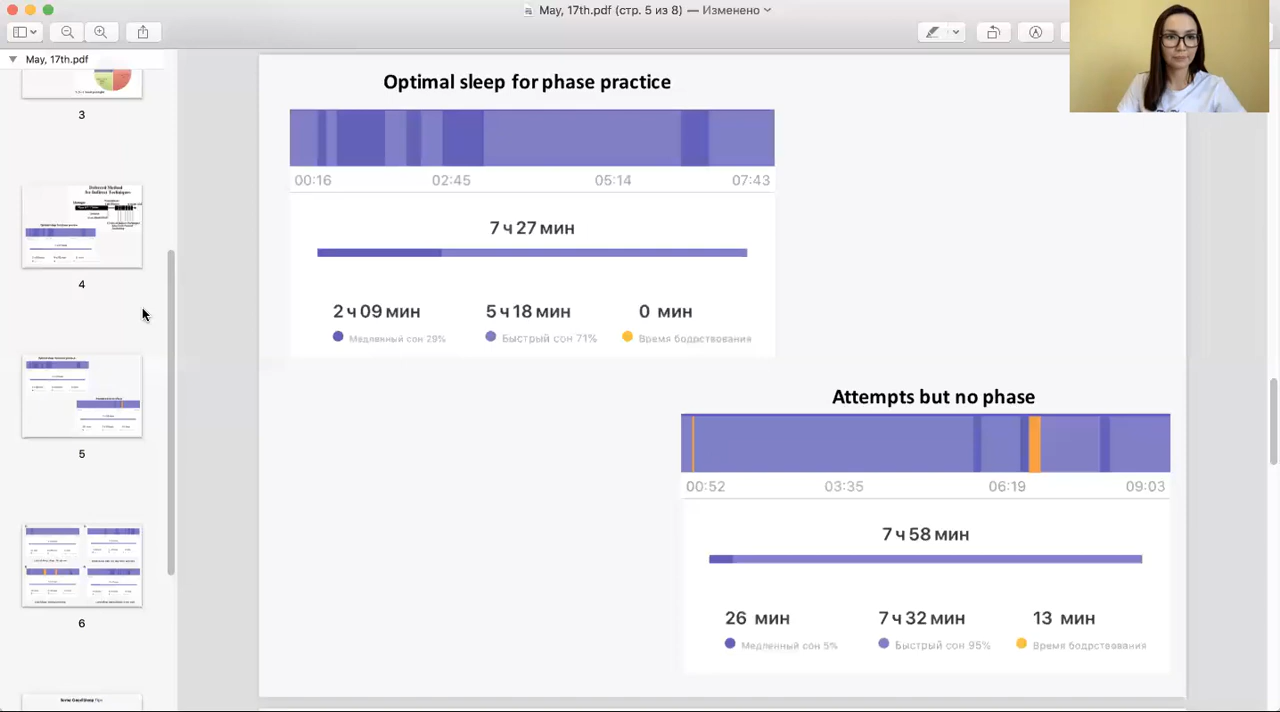 May, 17th.pdf (стр. 5 из 8) — Изменено
May, 17th.pdf
3
4
5
6
Optimal sleep for phase practice
00:16 02:45 05:14 07:43
7 ч 27 мин
2 ч 09 мин 5 ч 18 мин 0 мин
Медленный сон 29% Быстрый сон 71% Время бодрствования
Attempts but no phase
00:52 03:35 06:19 09:03
7 ч 58 мин
26 мин 7 ч 32 мин 13 мин
Медленный сон 5% Быстрый сон 95% Время бодрствования